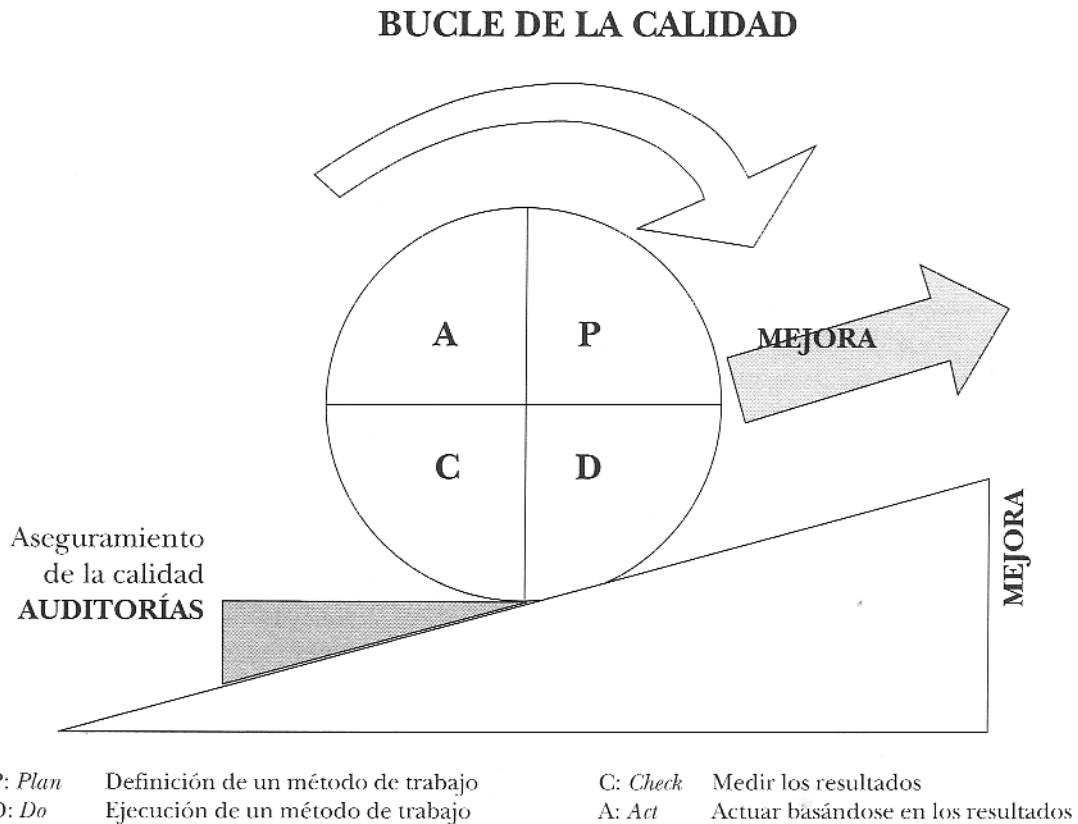 BUCLE DE LA CALIDAD
A
P
MEJORA
C
D
Aseguramiento
de la calidad
AUDITORÍAS
MEJORA
P: Plan Definición de un método de trabajo
C: Check Medir los resultados
D: Do Ejecución de un método de trabajo
A: Act Actuar basándose en los resultados